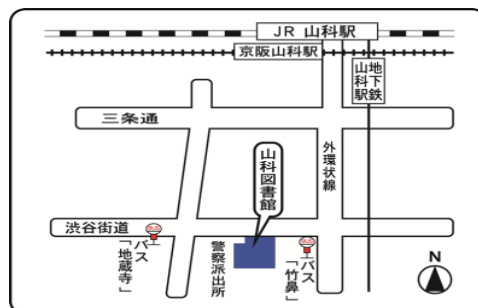 JR 山科駅
京阪山科駅
地下鉄
山科駅
三条通
山科図書館
外環状線
渋谷街道
バス
「地蔵寺」
警察派出所
バス
「竹鼻」
N